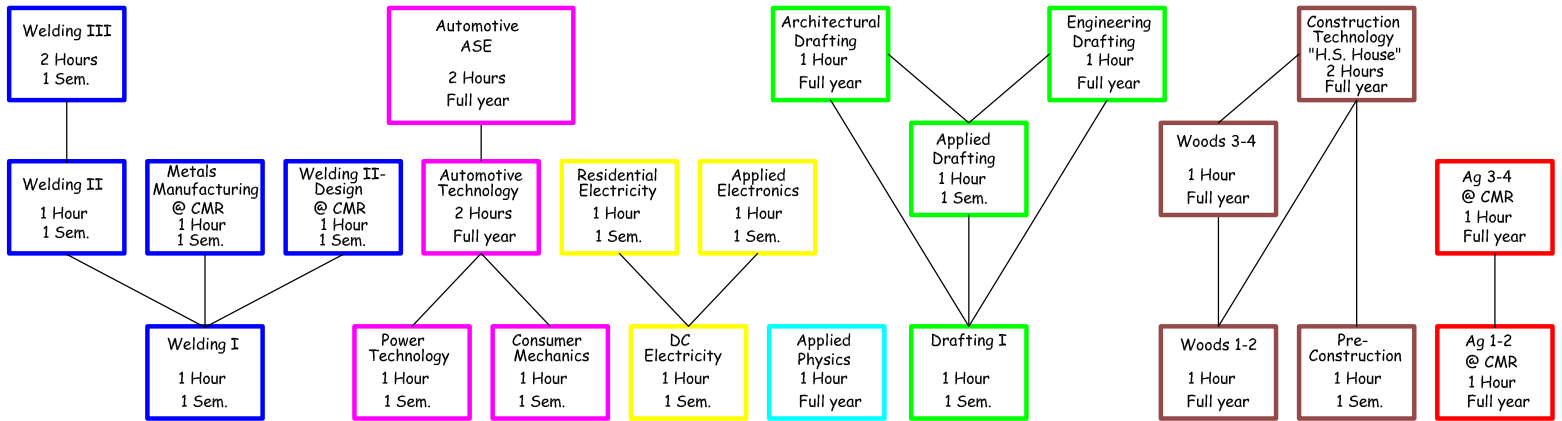 Welding III
2 Hours
1 Sem.
Automotive
ASE
2 Hours
Full year
Architectural
Drafting
1 Hour
Full year
Engineering
Drafting
1 Hour
Full year
Construction
Technology
"H.S. House"
2 Hours
Full year
Applied
Drafting
1 Hour
1 Sem.
Woods 3-4
1 Hour
Full year
Welding II
1 Hour
1 Sem.
Metals
Manufacturing
@ CMR
1 Hour
1 Sem.
Welding II-
Design
@ CMR
1 Hour
1 Sem.
Automotive
Technology
2 Hours
Full year
Residential
Electricity
1 Hour
1 Sem.
Applied
Electronics
1 Hour
1 Sem.
Ag 3-4
@ CMR
1 Hour
Full year
Welding I
1 Hour
1 Sem.
Power
Technology
1 Hour
1 Sem.
Consumer
Mechanics
1 Hour
1 Sem.
DC
Electricity
1 Hour
1 Sem.
Applied
Physics
1 Hour
Full year
Drafting I
1 Hour
1 Sem.
Woods 1-2
1 Hour
Full year
Pre-
Construction
1 Hour
1 Sem.
Ag 1-2
@ CMR
1 Hour
Full year